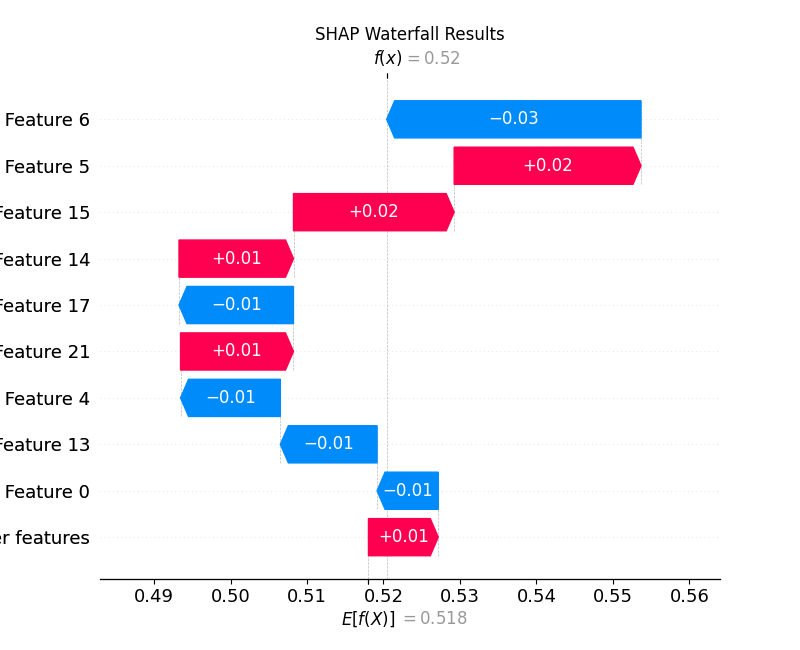 SHAP Waterfall Results
f(x) = 0.52
Feature 6 −0.03
Feature 5 +0.02
Feature 15 +0.02
Feature 14 +0.01
Feature 17 −0.01
Feature 21 +0.01
Feature 4 −0.01
Feature 13 −0.01
Feature 0 −0.01
features +0.01
0.49 0.50 0.51 0.52 0.53 0.54 0.55 0.56
E[f(X)] = 0.518